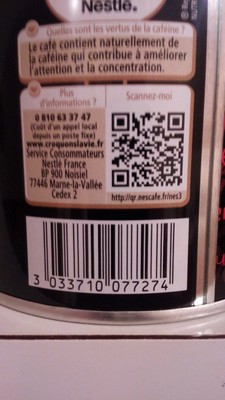 Nestlé.
Quelles sont les vertus de la caféine ?
Le café contient naturellement de
la caféine qui contribue à améliorer
l'attention et la concentration.
Plus
d'informations ?
0 810 63 37 47
(Coût d'un appel local
depuis un poste fixe)
www.croquonslavie.fr
Service Consommateurs
Nestlé France
BP 900 Noisiel
77446 Marne-la-Vallée
Cedex 2
Scannez-moi
http://qr.nescafe.fr/nes3
3 033710 077274